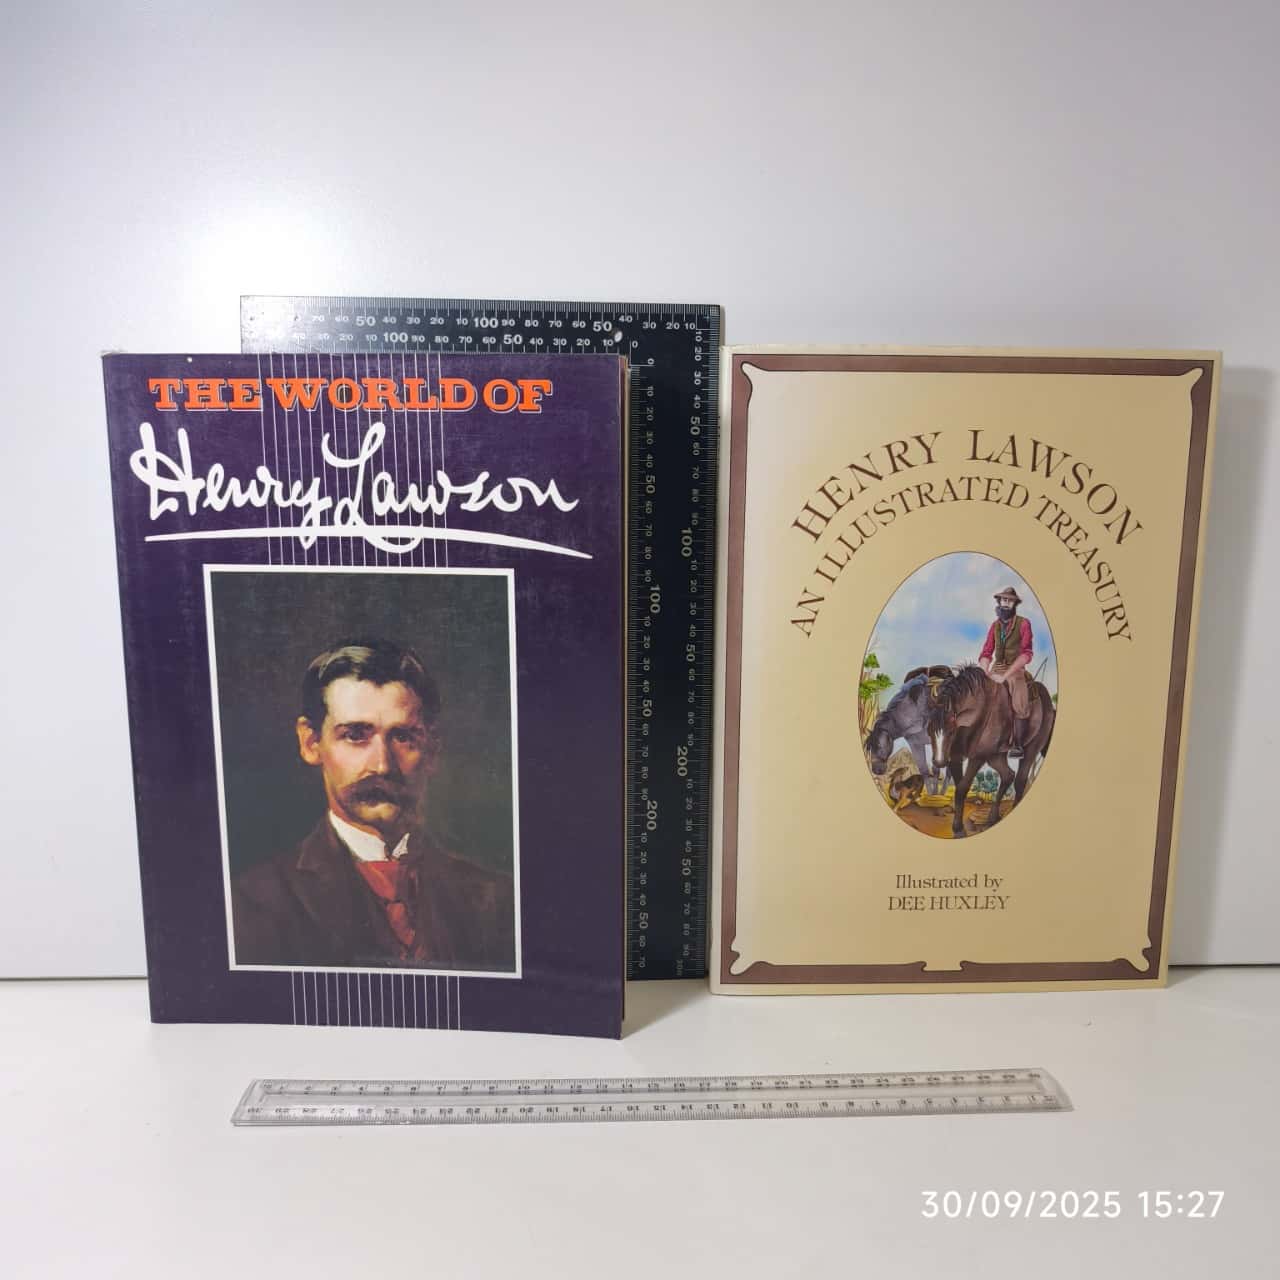 THE WORLD OF
Henry Lawson
HENRY LAWSON
AN ILLUSTRATED TREASURY
Illustrated by
DEE HUXLEY
30/09/2025 15:27